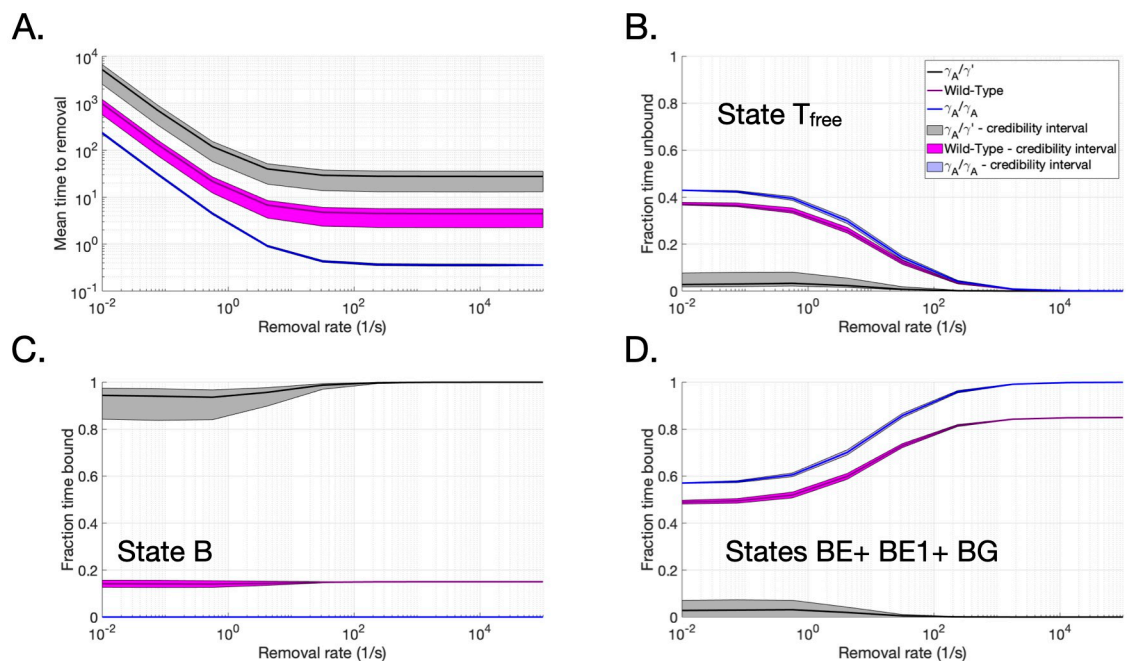 A.
10^4
10^3
10^2
10^1
10^0
10^-1
Mean time to removal
10^-2
10^0
10^2
10^4
Removal rate (1/s)
B.
1
0.8
0.6
0.4
0.2
0
Fraction time unbound
State T_free
γ_A/γ'
Wild-Type
γ_A/γ_A
γ_A/γ' - credibility interval
Wild-Type - credibility interval
γ_A/γ_A - credibility interval
10^-2
10^0
10^2
10^4
Removal rate (1/s)
C.
1
0.8
0.6
0.4
0.2
0
Fraction time bound
State B
10^-2
10^0
10^2
10^4
Removal rate (1/s)
D.
1
0.8
0.6
0.4
0.2
0
Fraction time bound
States BE+ BE1+ BG
10^-2
10^0
10^2
10^4
Removal rate (1/s)